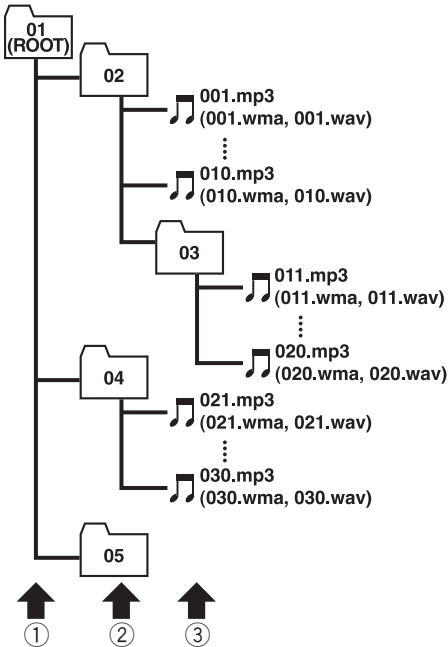 01
(ROOT)
02
001.mp3
(001.wma, 001.wav)
010.mp3
(010.wma, 010.wav)
03
011.mp3
(011.wma, 011.wav)
020.mp3
(020.wma, 020.wav)
04
021.mp3
(021.wma, 021.wav)
030.mp3
(030.wma, 030.wav)
05
① ② ③